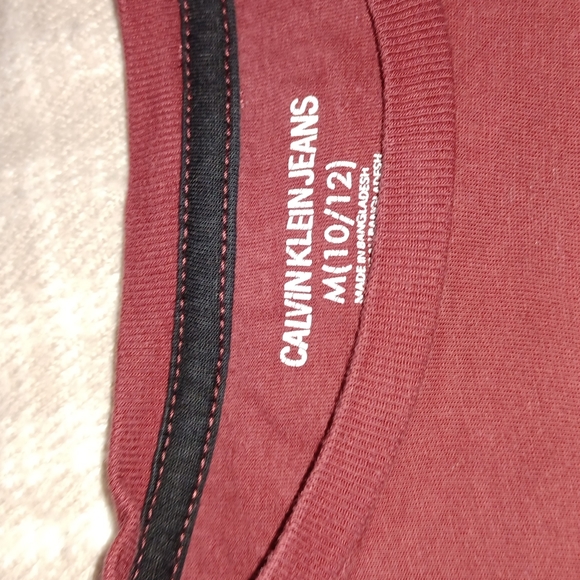 CALVIN KLEIN JEANS
M(10/12)
MADE IN BANGLADESH